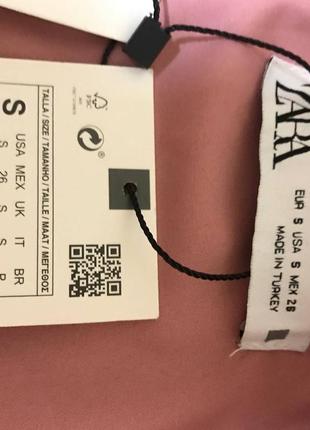 ZARA
EUR S USA S MEX 26
MADE IN TURKEY
TALLA / SIZE / TAMANHO / TAILLE / MAAT / ΜΕΓΕΘΟΣ
S
USA MEX UK IT BR
S 26 S S P
FSC